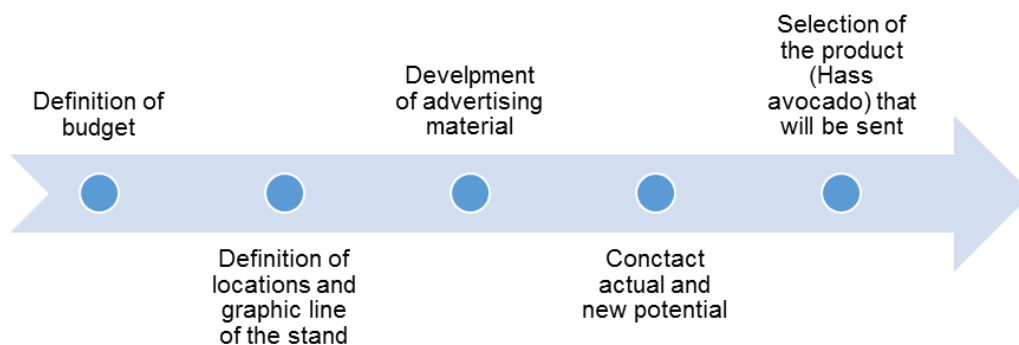 Definition of
budget
Definition of
locations and
graphic line
of the stand
Develpment
of advertising
material
Conctact
actual and
new potential
Selection of
the product
(Hass
avocado) that
will be sent